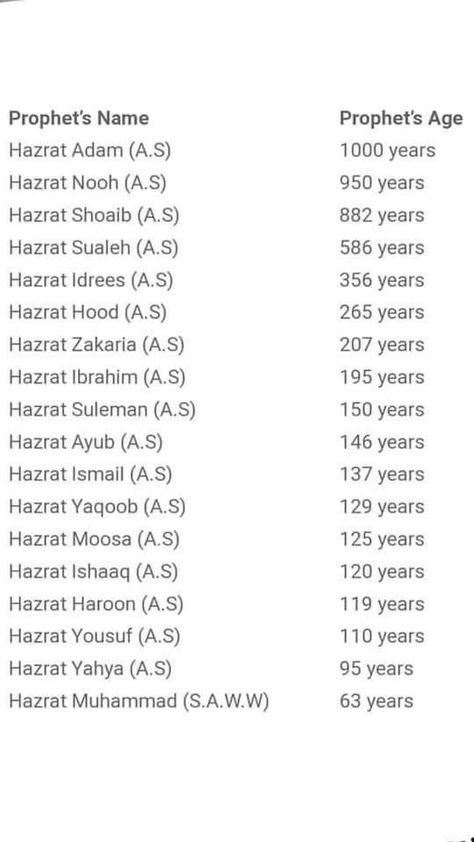 Prophet's Name Prophet's Age
Hazrat Adam (A.S) 1000 years
Hazrat Nooh (A.S) 950 years
Hazrat Shoaib (A.S) 882 years
Hazrat Sualeh (A.S) 586 years
Hazrat Idrees (A.S) 356 years
Hazrat Hood (A.S) 265 years
Hazrat Zakaria (A.S) 207 years
Hazrat Ibrahim (A.S) 195 years
Hazrat Suleman (A.S) 150 years
Hazrat Ayub (A.S) 146 years
Hazrat Ismail (A.S) 137 years
Hazrat Yaqoob (A.S) 129 years
Hazrat Moosa (A.S) 125 years
Hazrat Ishaaq (A.S) 120 years
Hazrat Haroon (A.S) 119 years
Hazrat Yousuf (A.S) 110 years
Hazrat Yahya (A.S) 95 years
Hazrat Muhammad (S.A.W.W) 63 years